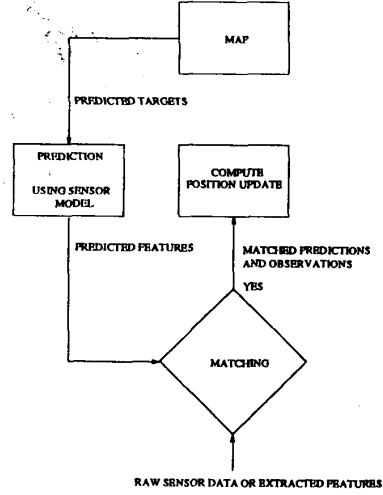 MAP
PREDICTED TARGETS
PREDICTION
USING SENSOR
MODEL
COMPUTE
POSITION UPDATE
PREDICTED FEATURES
MATCHED PREDICTIONS
AND OBSERVATIONS
YES
MATCHING
RAW SENSOR DATA OR EXTRACTED FEATURES